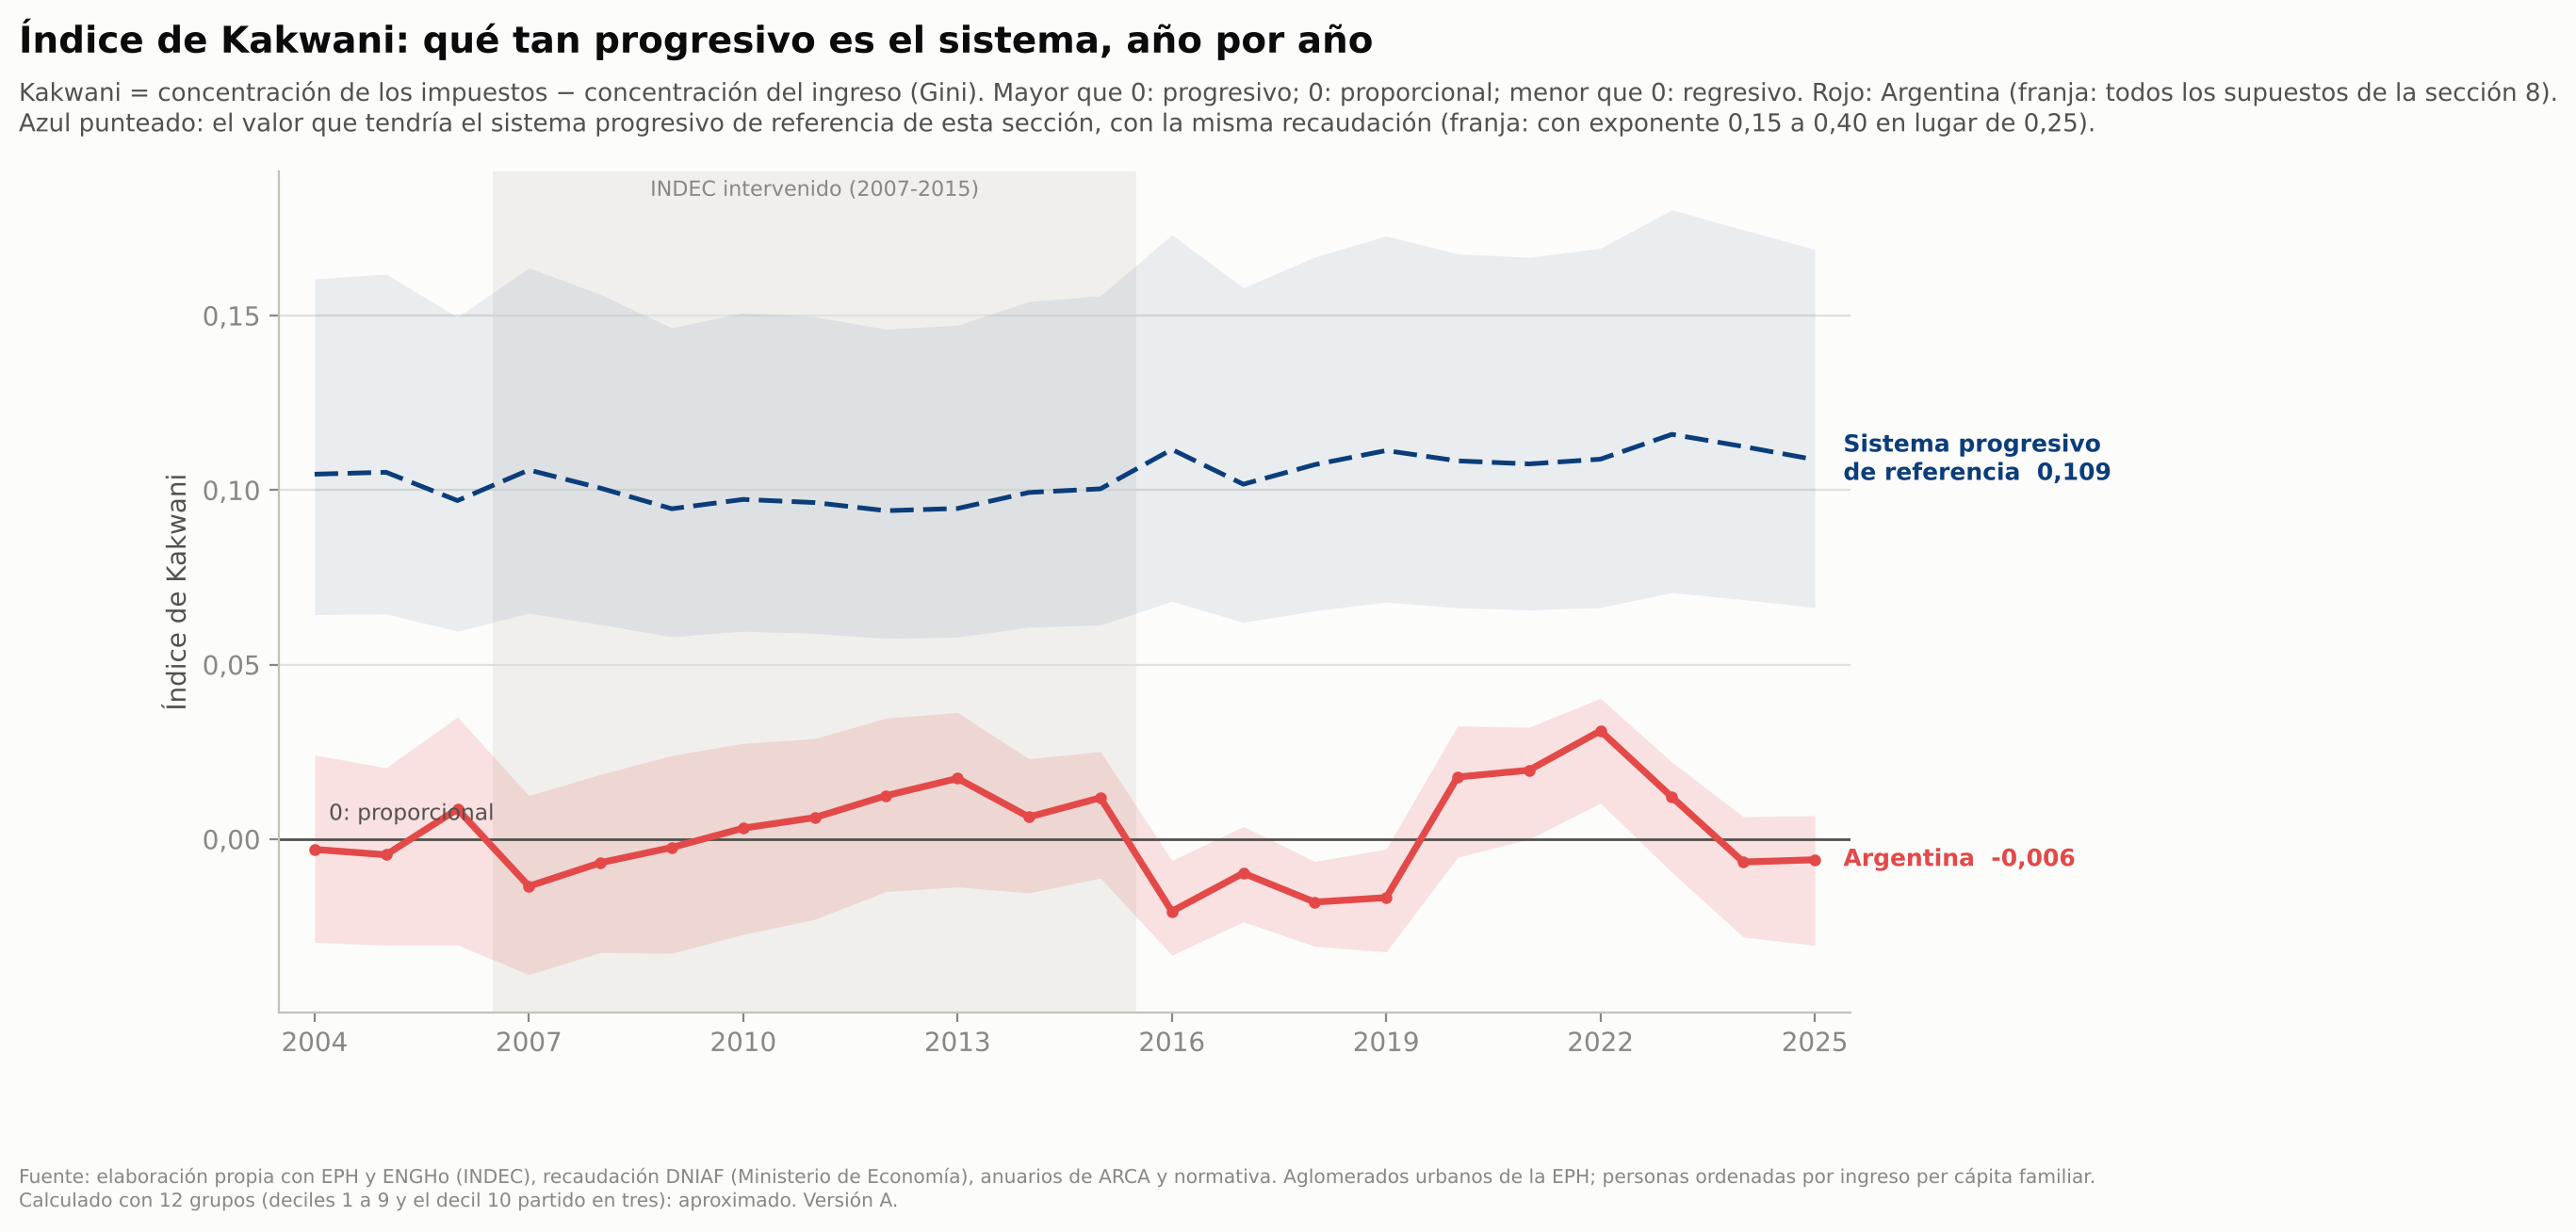 Índice de Kakwani: qué tan progresivo es el sistema, año por año
Kakwani = concentración de los impuestos − concentración del ingreso (Gini). Mayor que 0: progresivo; 0: proporcional; menor que 0: regresivo. Rojo: Argentina (franja: todos los supuestos de la sección 8).
Azul punteado: el valor que tendría el sistema progresivo de referencia de esta sección, con la misma recaudación (franja: con exponente 0,15 a 0,40 en lugar de 0,25).
INDEC intervenido (2007-2015)
0,15
0,10
0,05
0,00
Índice de Kakwani
Sistema progresivo
de referencia 0,109
0: proporcional
Argentina -0,006
2004 2007 2010 2013 2016 2019 2022 2025
Fuente: elaboración propia con EPH y ENGHo (INDEC), recaudación DNIAF (Ministerio de Economía), anuarios de ARCA y normativa. Aglomerados urbanos de la EPH; personas ordenadas por ingreso per cápita familiar.
Calculado con 12 grupos (deciles 1 a 9 y el decil 10 partido en tres): aproximado. Versión A.